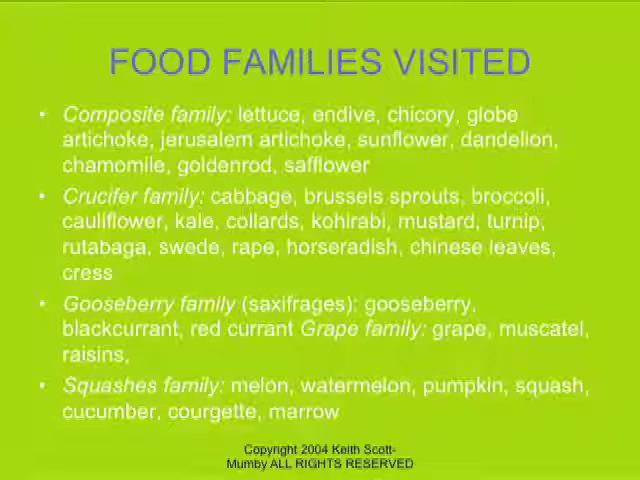 FOOD FAMILIES VISITED
• Composite family: lettuce, endive, chicory, globe
artichoke, jerusalem artichoke, sunflower, dandelion,
chamomile, goldenrod, safflower
• Crucifer family: cabbage, brussels sprouts, broccoli,
cauliflower, kale, collards, kohirabi, mustard, turnip,
rutabaga, swede, rape, horseradish, chinese leaves,
cress
• Gooseberry family (saxifrages): gooseberry,
blackcurrant, red currant Grape family: grape, muscatel,
raisins,
• Squashes family: melon, watermelon, pumpkin, squash,
cucumber, courgette, marrow
Copyright 2004 Keith Scott-
Mumby ALL RIGHTS RESERVED